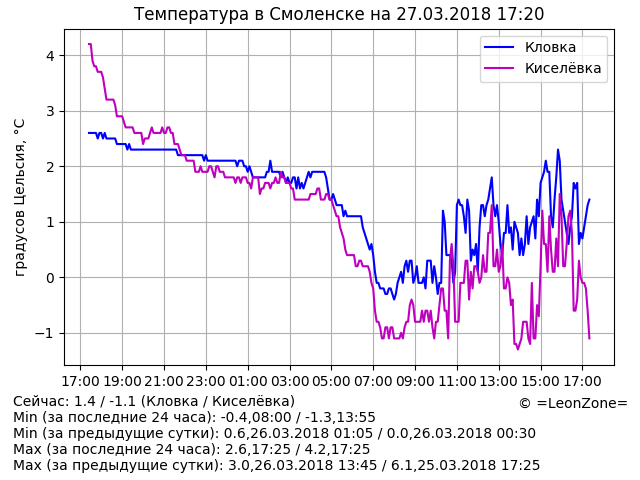 Температура в Смоленске на 27.03.2018 17:20
Кловка
Киселёвка
градусов Цельсия, °C
4
3
2
1
0
−1
17:00 19:00 21:00 23:00 01:00 03:00 05:00 07:00 09:00 11:00 13:00 15:00 17:00
Сейчас: 1.4 / -1.1 (Кловка / Киселёвка)
© =LeonZone=
Min (за последние 24 часа): -0.4,08:00 / -1.3,13:55
Min (за предыдущие сутки): 0.6,26.03.2018 01:05 / 0.0,26.03.2018 00:30
Max (за последние 24 часа): 2.6,17:25 / 4.2,17:25
Max (за предыдущие сутки): 3.0,26.03.2018 13:45 / 6.1,25.03.2018 17:25